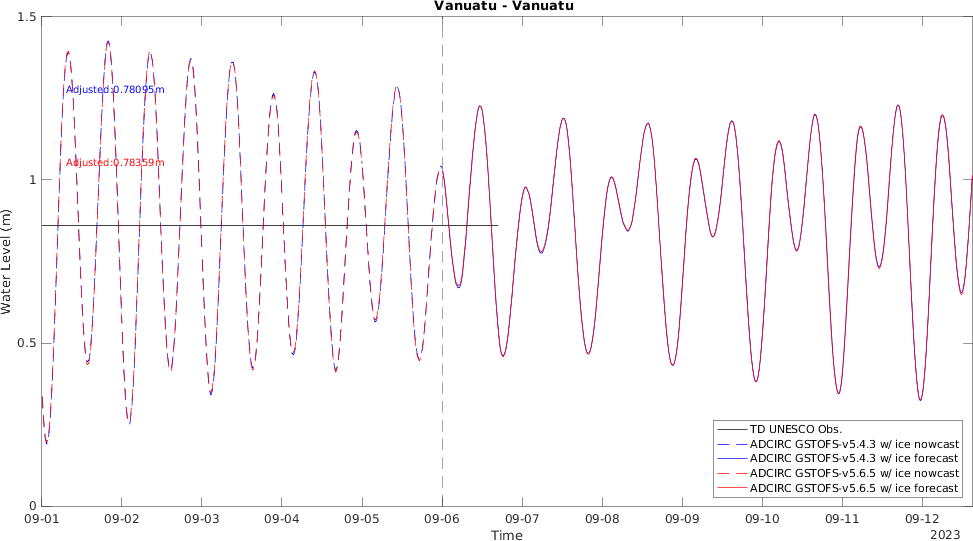 Vanuatu - Vanuatu
1.5
1
0.5
0
Water Level (m)
Adjusted:0.78095m
Adjusted:0.78359m
TD UNESCO Obs.
ADCIRC GSTOFS-v5.4.3 w/ ice nowcast
ADCIRC GSTOFS-v5.4.3 w/ ice forecast
ADCIRC GSTOFS-v5.6.5 w/ ice nowcast
ADCIRC GSTOFS-v5.6.5 w/ ice forecast
09-01 09-02 09-03 09-04 09-05 09-06 09-07 09-08 09-09 09-10 09-11 09-12
Time
2023